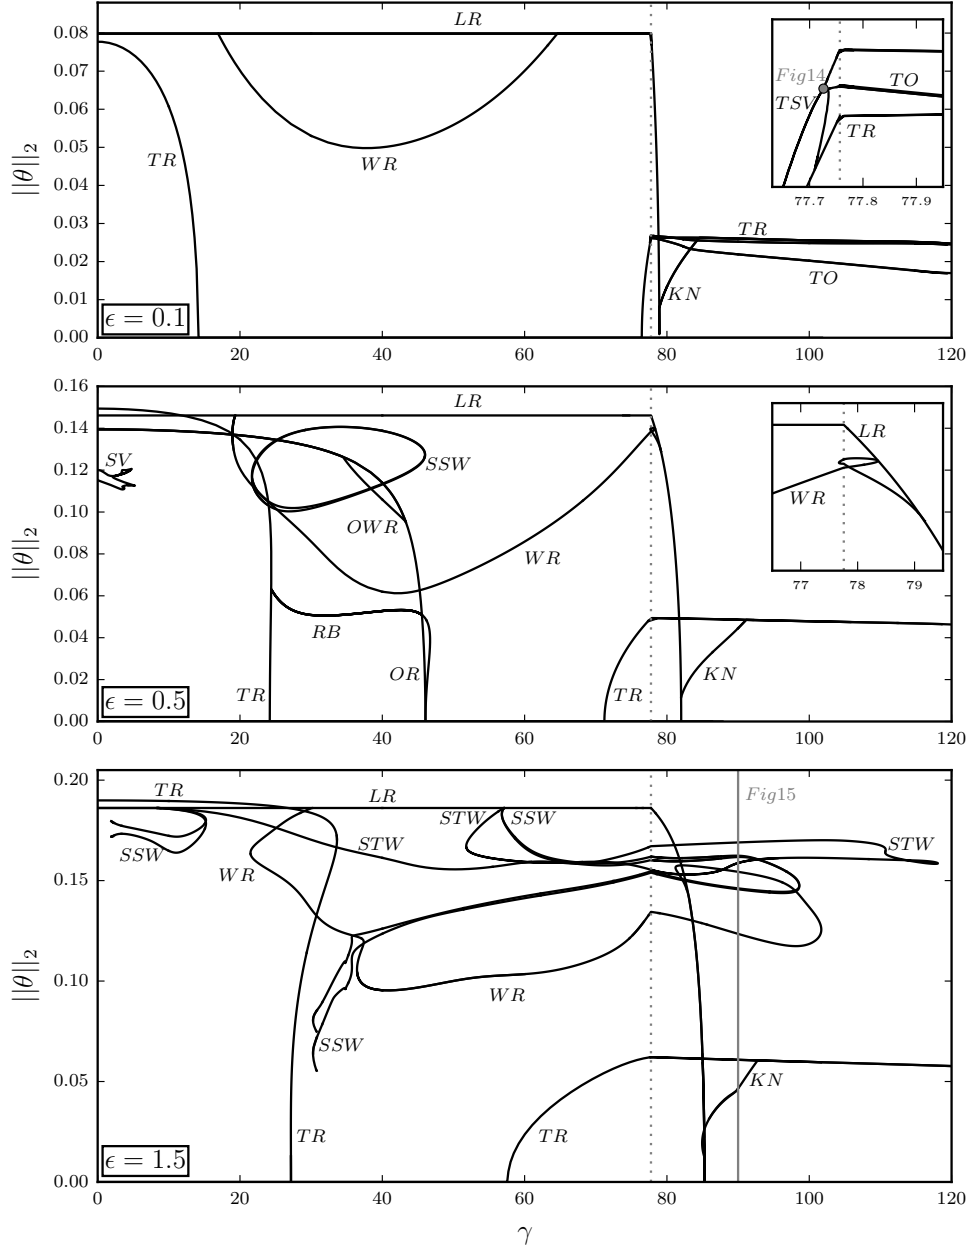 LR
0.08
Fig14
TO
TSV
TR
0.07
0.06
TR
WR
0.05
77.7 77.8 77.9
||θ||₂
0.04
0.03
TR
0.02
KN
TO
0.01
ϵ = 0.1
0.00
0 20 40 60 80 100 120
0.16
LR
0.14
LR
SV
SSW
0.12
WR
OWR
0.10
WR
77 78 79
||θ||₂
0.08
0.06
RB
0.04
TR
OR
TR
KN
0.02
ϵ = 0.5
0.00
0 20 40 60 80 100 120
0.20
TR
LR
Fig15
STW
SSW
STW
STW
SSW
WR
0.15
||θ||₂
0.10
WR
SSW
0.05
KN
TR
TR
ϵ = 1.5
0.00
0 20 40 60 80 100 120
γ